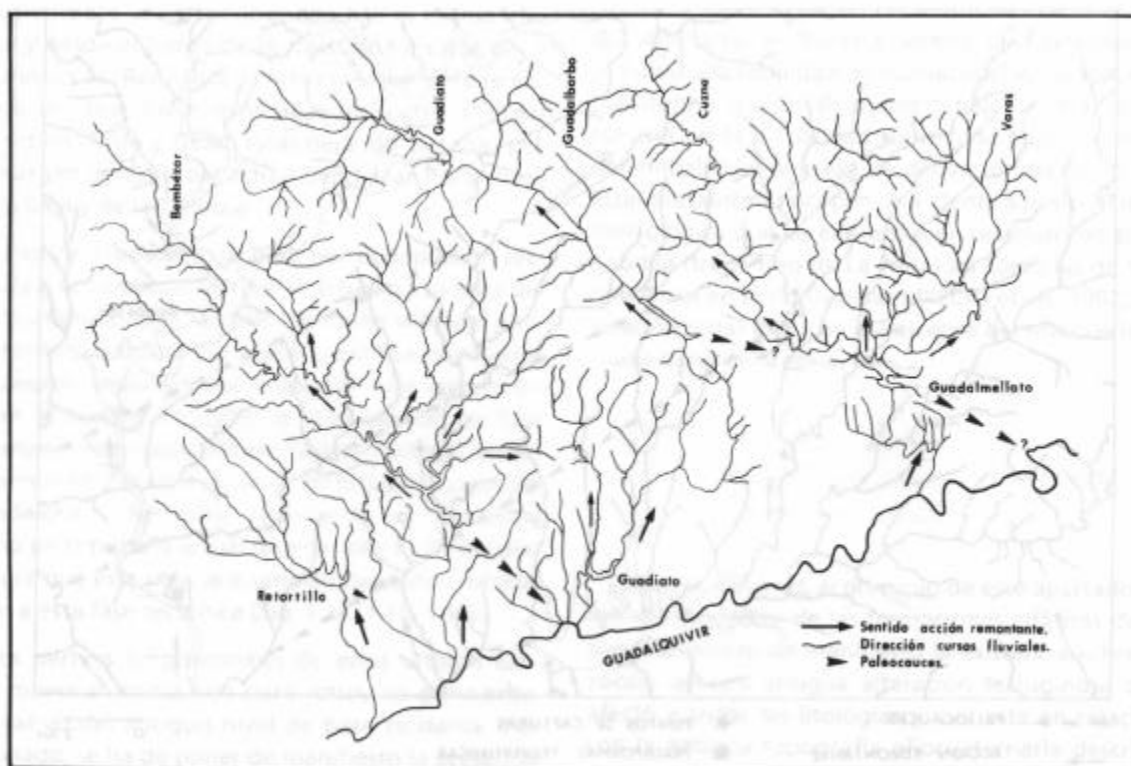 Bembézar
Guadiato
Guadalbarbo
Cuzna
Varas
Guadalmellato
?
?
Retortillo
Guadiato
GUADALQUIVIR
Sentido acción remontante.
Dirección cursos fluviales.
Paleocauces.